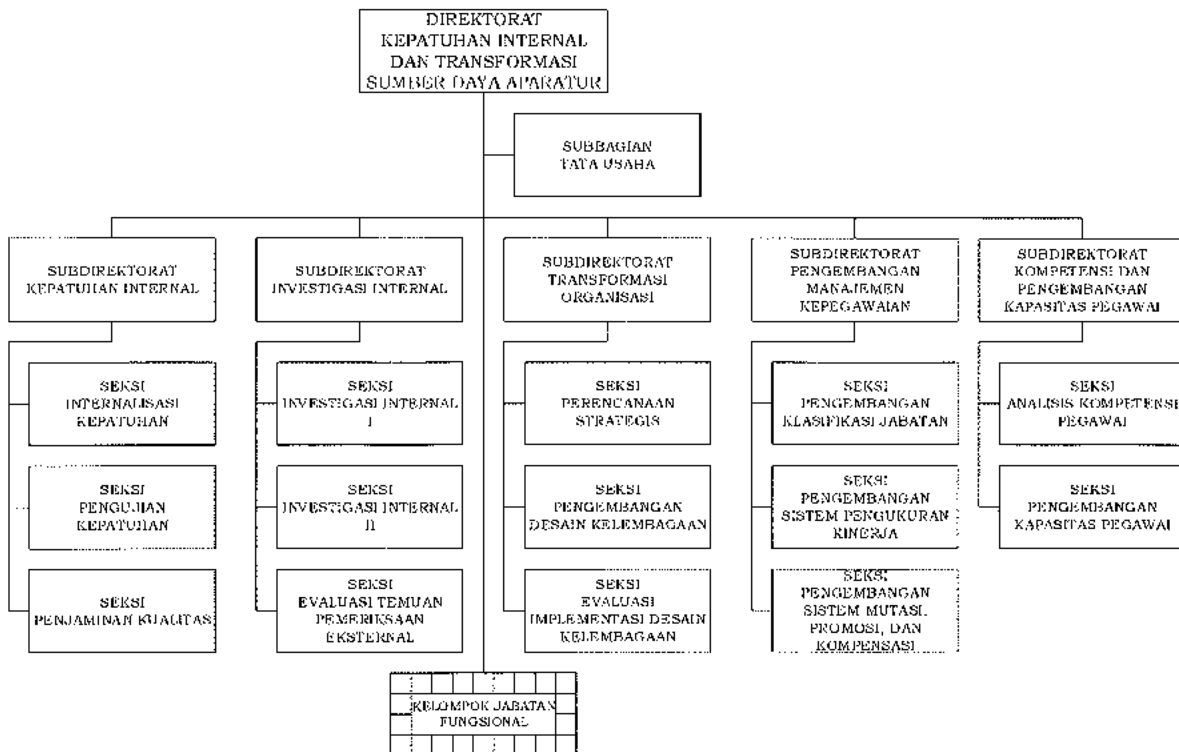 DIREKTORAT
KEPATUHAN INTERNAL
DAN TRANSFORMASI
SUMBER DAYA APARATUR
SUBBAGIAN
TATA USAHA
SUBDIREKTORAT
KEPATUHAN INTERNAL
SUBDIREKTORAT
INVESTIGASI INTERNAL
SUBDIREKTORAT
TRANSFORMASI
ORGANISASI
SUBDIREKTORAT
PENGEMBANGAN
MANAJEMEN
KEPEGAWAIAN
SUBDIREKTORAT
KOMPETENSI DAN
PENGEMBANGAN
KAPASITAS PEGAWAI
SEKSI
INTERNALISASI
KEPATUHAN
SEKSI
INVESTIGASI INTERNAL
I
SEKSI
PERENCANAAN
STRATEGIS
SEKSI
PENGEMBANGAN
KLASIFIKASI JABATAN
SEKSI
ANALISIS KOMPETENSI
PEGAWAI
SEKSI
PENGUJIAN
KEPATUHAN
SEKSI
INVESTIGASI INTERNAL
II
SEKSI
PENGEMBANGAN
DESAIN KELEMBAGAAN
SEKSI
PENGEMBANGAN
SISTEM PENGUKURAN
KINERJA
SEKSI
PENGEMBANGAN
KAPASITAS PEGAWAI
SEKSI
PENJAMINAN KUALITAS
SEKSI
EVALUASI TEMUAN
PEMERIKSAAN
EKSTERNAL
SEKSI
EVALUASI
IMPLEMENTASI DESAIN
KELEMBAGAAN
SEKSI
PENGEMBANGAN
SISTEM MUTASI,
PROMOSI, DAN
KOMPENSASI
KELOMPOK JABATAN
FUNGSIONAL